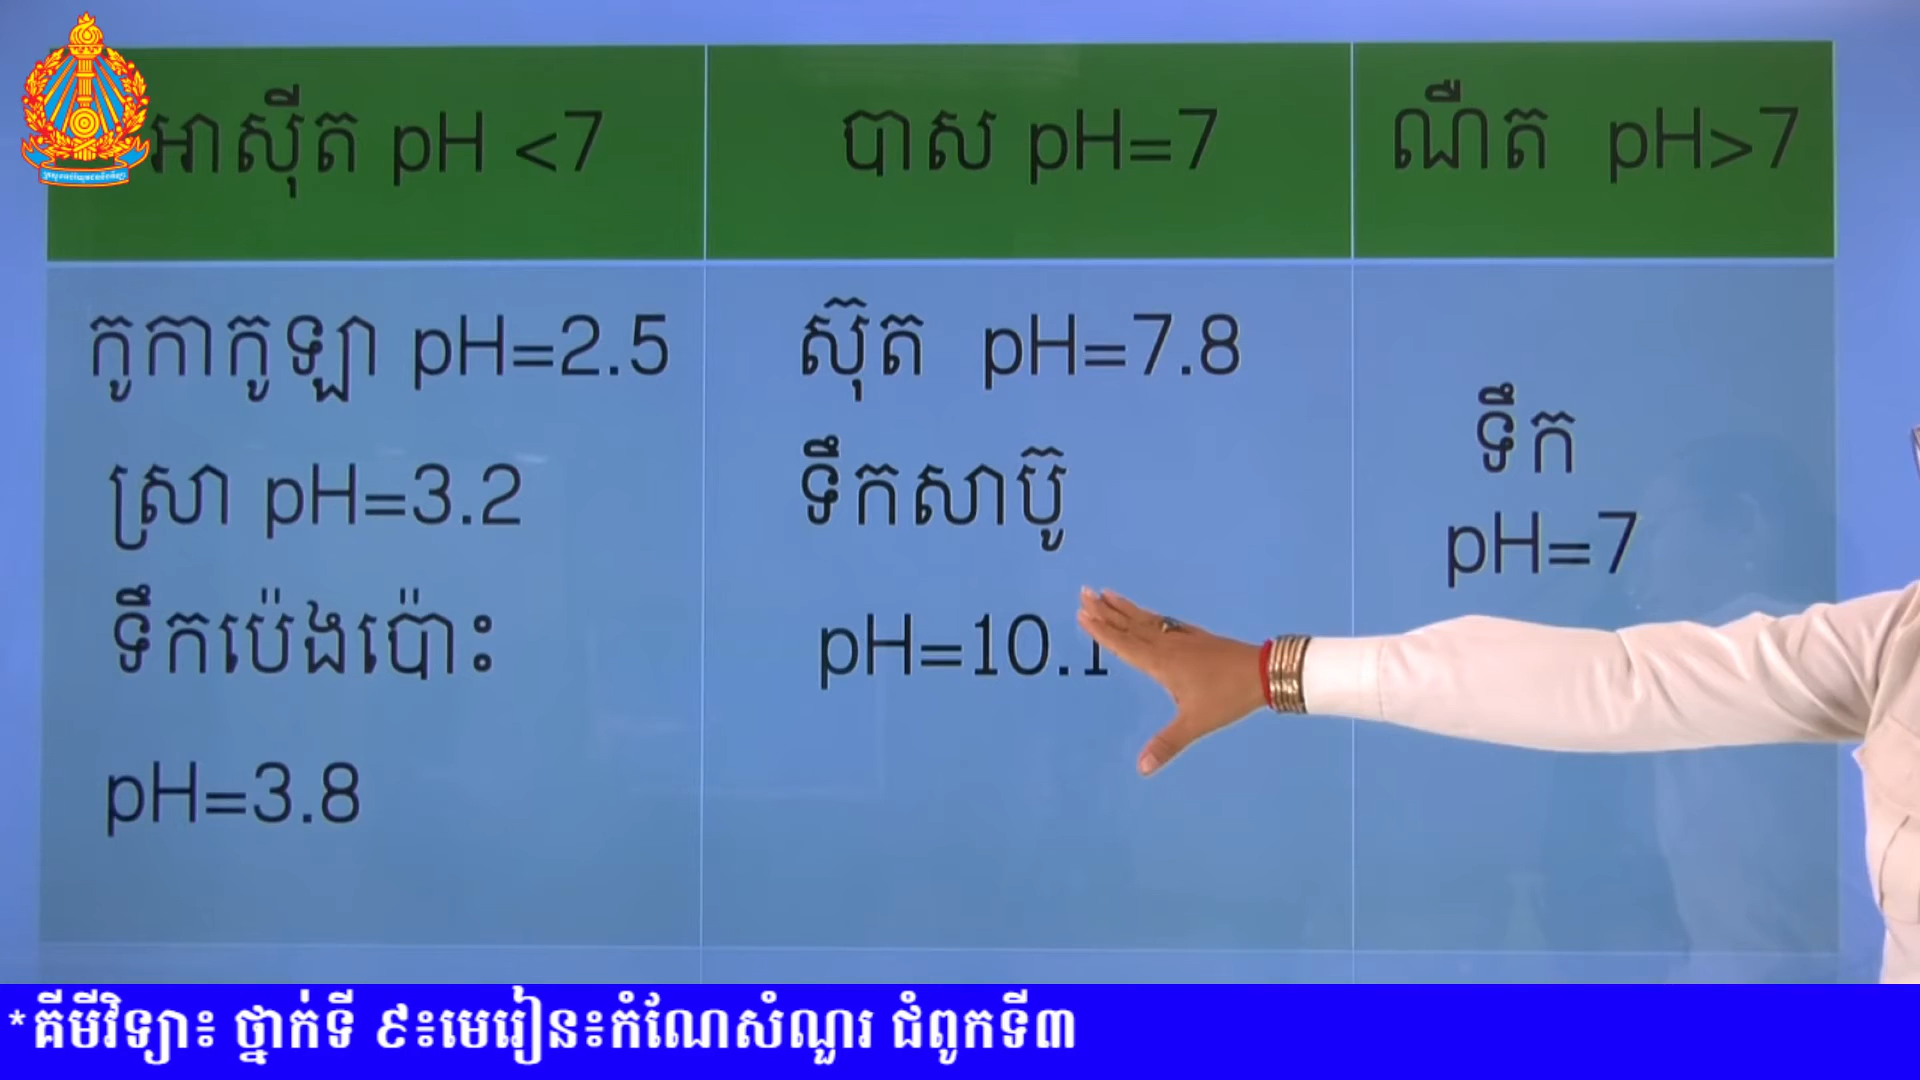 អាស៊ីត pH <7
បាស pH=7
ណឺត pH>7
កូកាកូឡា pH=2.5
ស្រា pH=3.2
ទឹកប៉េងប៉ោះ
pH=3.8
ស៊ុត pH=7.8
ទឹកសាប៊ូ
pH=10.1
ទឹក
pH=7
*គីមីវិទ្យា៖ ថ្នាក់ទី ៩៖មេរៀន៖កំណែសំណួរ ជំពូកទី៣